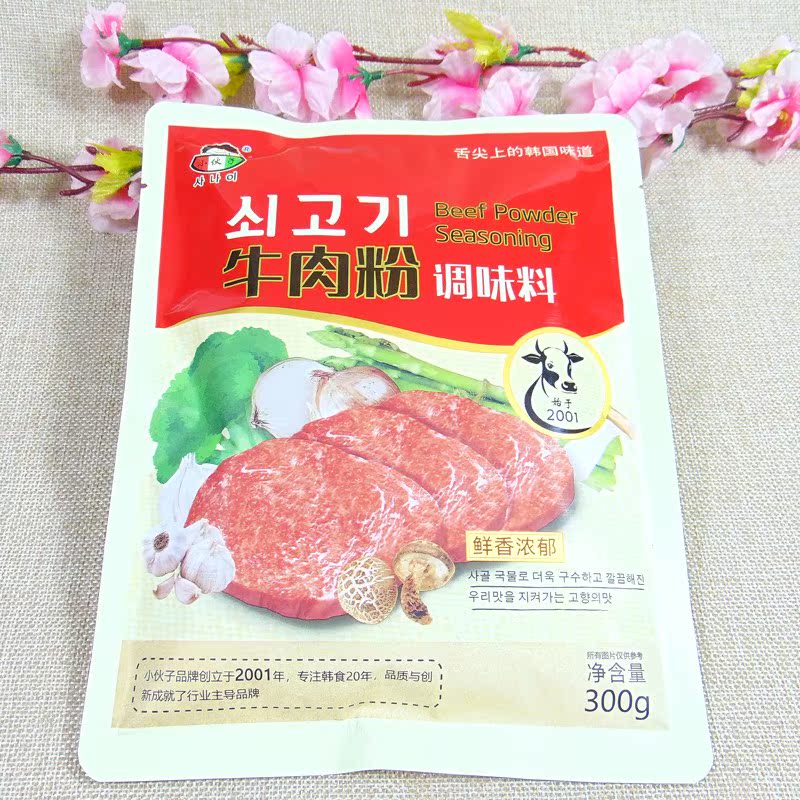 小伙子
사나이
舌尖上的韩国味道
쇠고기
Beef Powder
Seasoning
牛肉粉 调味料
始于
2001
鲜香浓郁
사골 국물로 더욱 구수하고 깔끔해진
우리맛을 지켜가는 고향의맛
小伙子品牌创立于2001年，专注韩食20年，品质与创
新成就了行业主导品牌
所有图片仅供参考
净含量
300g